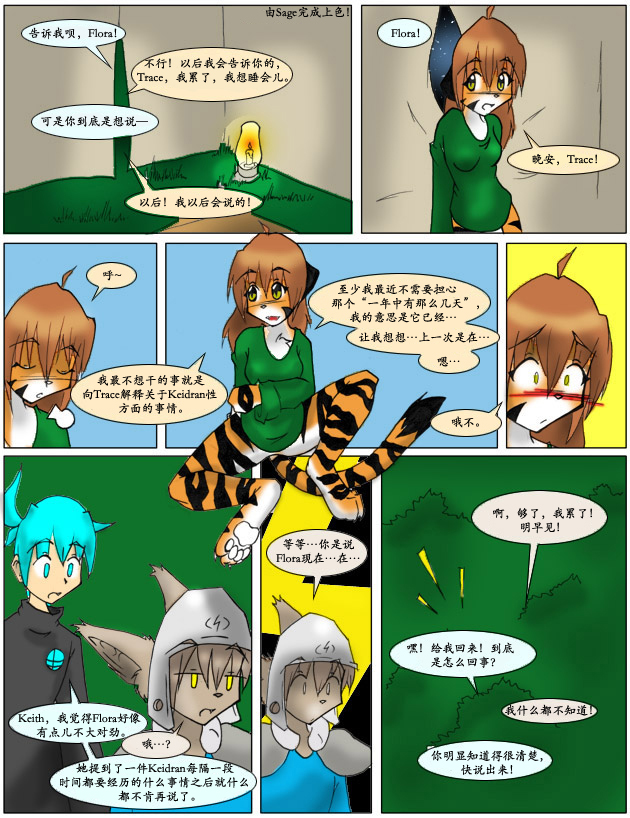 由Sage完成上色!
告诉我呗，Flora!
不行！以后我会告诉你的，
Trace，我累了，我想睡会儿。
可是你到底是想说—
以后！我以后会说的！
Flora!
晚安，Trace!
呼~
我最不想干的事就是
向Trace解释关于Keidran性
方面的事情。
至少我最近不需要担心
那个“一年中有那么几天”，
我的意思是它已经…
让我想想…上一次是在…
嗯…
哦不。
Keith，我觉得Flora好像
有点儿不大对劲。
哦…？
她提到了一件Keidran每隔一段
时间都要经历的什么事情之后就什么
都不肯再说了。
等等…你是说
Flora现在…在…
啊，够了，我累了！
明早见！
嘿！给我回来！到底
是怎么回事？
我什么都不知道！
你明显知道得很清楚，
快说出来！